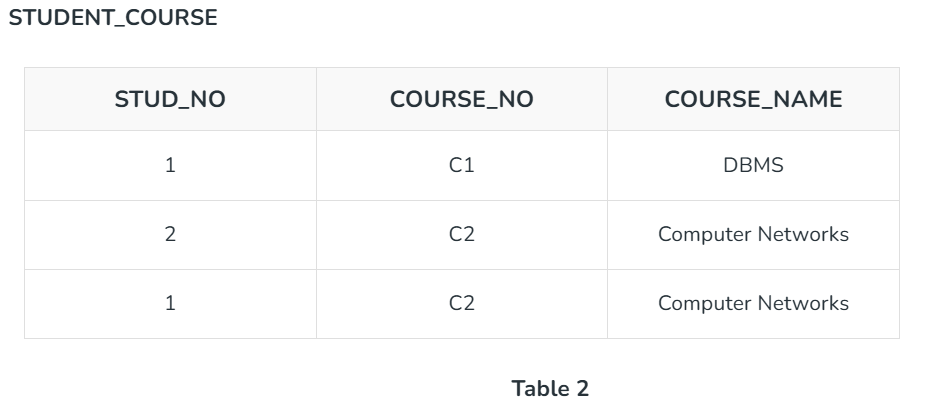 STUDENT_COURSE
STUD_NO COURSE_NO COURSE_NAME
1 C1 DBMS
2 C2 Computer Networks
1 C2 Computer Networks
Table 2